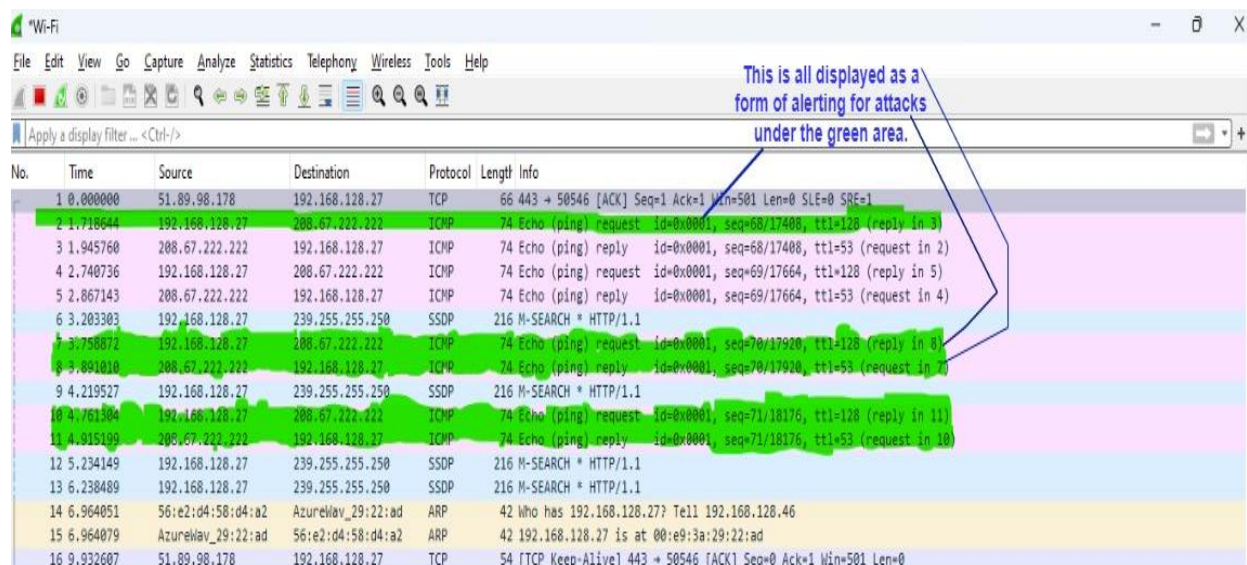 *Wi-Fi
File Edit View Go Capture Analyze Statistics Telephony Wireless Tools Help
This is all displayed as a
form of alerting for attacks
under the green area.
Apply a display filter ... <Ctrl-/>
No. Time Source Destination Protocol Length Info
1 0.000000 51.89.98.178 192.168.128.27 TCP 66 443 → 50546 [ACK] Seq=1 Ack=1 Win=501 Len=0 SLE=0 SRE=1
2 1.718644 192.168.128.27 208.67.222.222 ICMP 74 Echo (ping) request id=0x0001, seq=68/17408, ttl=128 (reply in 3)
3 1.945760 208.67.222.222 192.168.128.27 ICMP 74 Echo (ping) reply id=0x0001, seq=68/17408, ttl=53 (request in 2)
4 2.740736 192.168.128.27 208.67.222.222 ICMP 74 Echo (ping) request id=0x0001, seq=69/17664, ttl=128 (reply in 5)
5 2.867143 208.67.222.222 192.168.128.27 ICMP 74 Echo (ping) reply id=0x0001, seq=69/17664, ttl=53 (request in 4)
6 3.203303 192.168.128.27 239.255.255.250 SSDP 216 M-SEARCH * HTTP/1.1
7 3.758872 192.168.128.27 208.67.222.222 ICMP 74 Echo (ping) request id=0x0001, seq=70/17920, ttl=128 (reply in 8)
8 3.891010 208.67.222.222 192.168.128.27 ICMP 74 Echo (ping) reply id=0x0001, seq=70/17920, ttl=53 (request in 7)
9 4.219527 192.168.128.27 239.255.255.250 SSDP 216 M-SEARCH * HTTP/1.1
10 4.761304 192.168.128.27 208.67.222.222 ICMP 74 Echo (ping) request id=0x0001, seq=71/18176, ttl=128 (reply in 11)
11 4.915199 208.67.222.222 192.168.128.27 ICMP 74 Echo (ping) reply id=0x0001, seq=71/18176, ttl=53 (request in 10)
12 5.234149 192.168.128.27 239.255.255.250 SSDP 216 M-SEARCH * HTTP/1.1
13 6.238489 192.168.128.27 239.255.255.250 SSDP 216 M-SEARCH * HTTP/1.1
14 6.964051 56:e2:d4:58:d4:a2 AzureWav_29:22:ad ARP 42 Who has 192.168.128.27? Tell 192.168.128.46
15 6.964079 AzureWav_29:22:ad 56:e2:d4:58:d4:a2 ARP 42 192.168.128.27 is at 00:e9:3a:29:22:ad
16 9.932607 51.89.98.178 192.168.128.27 TCP 54 [TCP Keep-Alive] 443 → 50546 [ACK] Seq=0 Ack=1 Win=501 Len=0